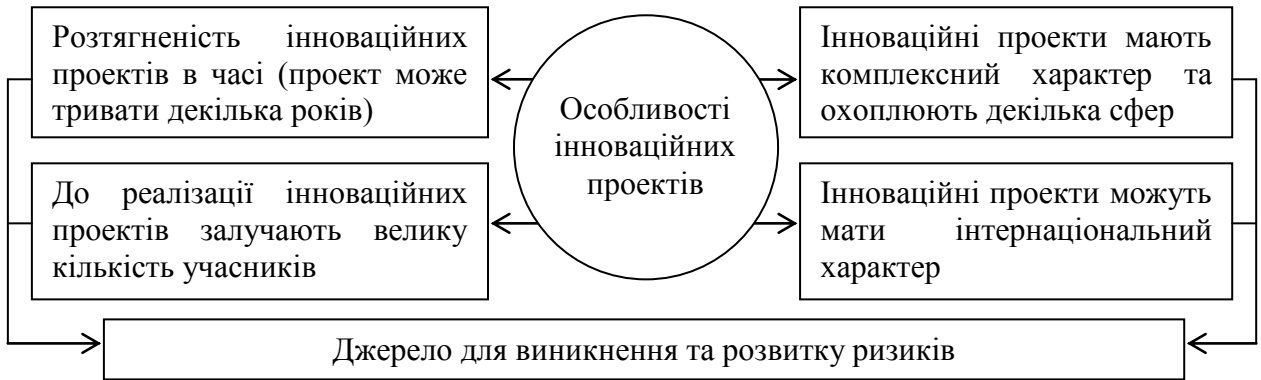 Розтягненість інноваційних
проектів в часі (проект може
тривати декілька років)
Особливості
інноваційних
проектів
Інноваційні проекти мають
комплексний характер та
охоплюють декілька сфер
До реалізації інноваційних
проектів залучають велику
кількість учасників
Інноваційні проекти можуть
мати інтернаціональний
характер
Джерело для виникнення та розвитку ризиків